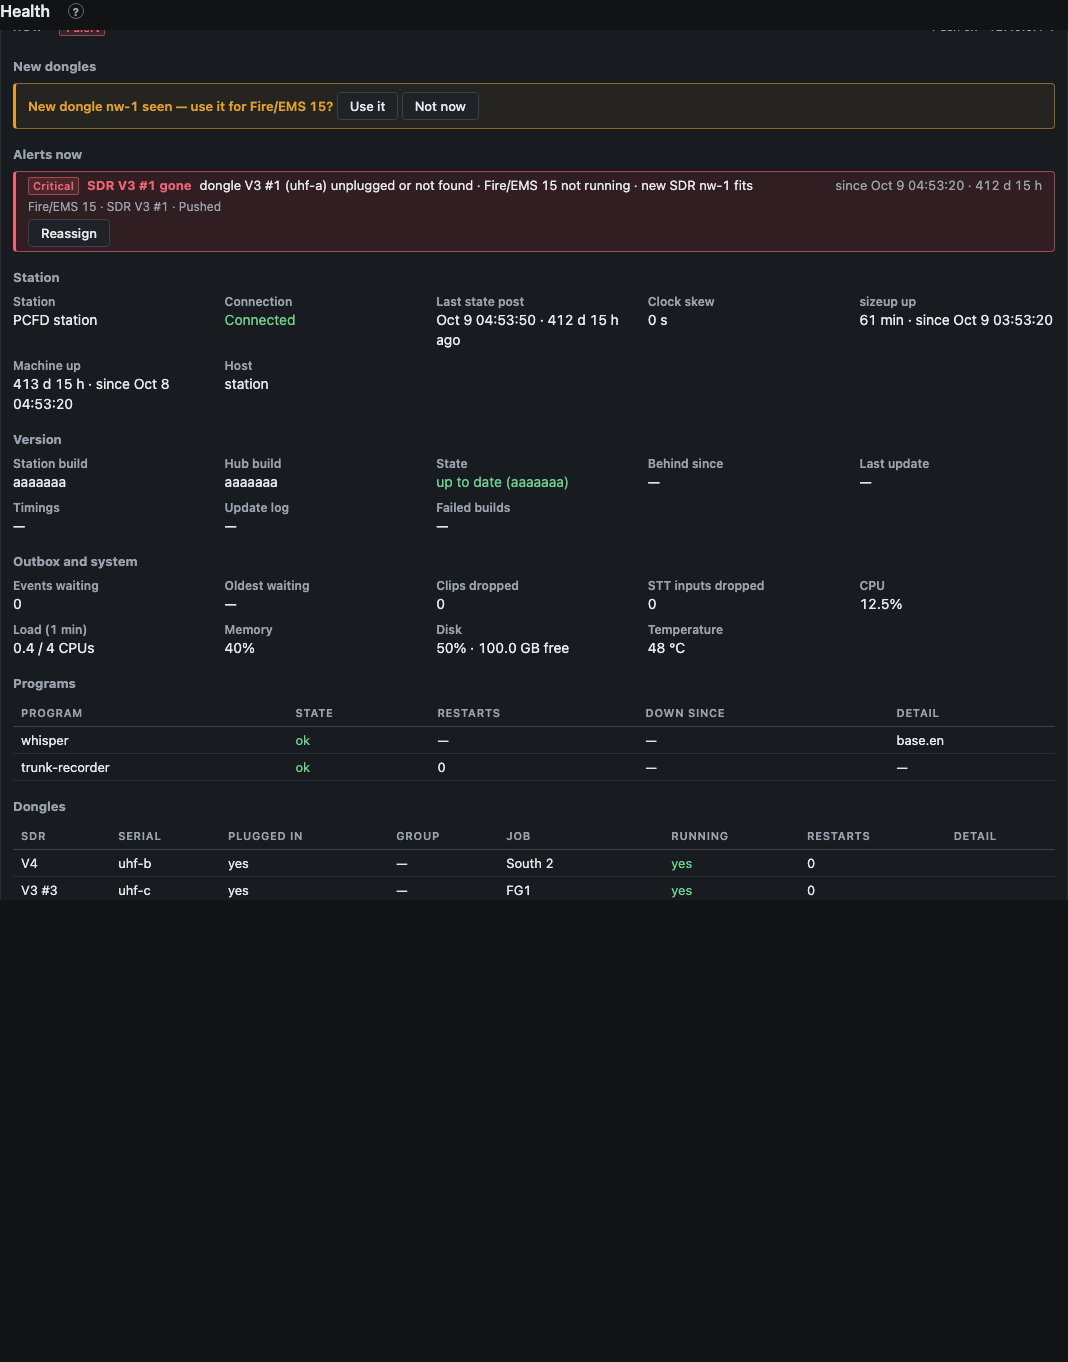 Health ?
New dongles
New dongle nw-1 seen — use it for Fire/EMS 15? Use it Not now
Alerts now
Critical SDR V3 #1 gone dongle V3 #1 (uhf-a) unplugged or not found · Fire/EMS 15 not running · new SDR nw-1 fits since Oct 9 04:53:20 · 412 d 15 h
Fire/EMS 15 · SDR V3 #1 · Pushed
Reassign
Station
Station Connection Last state post Clock skew sizeup up
PCFD station Connected Oct 9 04:53:50 · 412 d 15 h 0 s 61 min · since Oct 9 03:53:20
ago
Machine up Host
413 d 15 h · since Oct 8 station
04:53:20
Version
Station build Hub build State Behind since Last update
aaaaaaa aaaaaaa up to date (aaaaaaa) — —
Timings Update log Failed builds
— — —
Outbox and system
Events waiting Oldest waiting Clips dropped STT inputs dropped CPU
0 — 0 0 12.5%
Load (1 min) Memory Disk Temperature
0.4 / 4 CPUs 40% 50% · 100.0 GB free 48 °C
Programs
PROGRAM STATE RESTARTS DOWN SINCE DETAIL
whisper ok — — base.en
trunk-recorder ok 0 — —
Dongles
SDR SERIAL PLUGGED IN GROUP JOB RUNNING RESTARTS DETAIL
V4 uhf-b yes — South 2 yes 0
V3 #3 uhf-c yes — FG1 yes 0